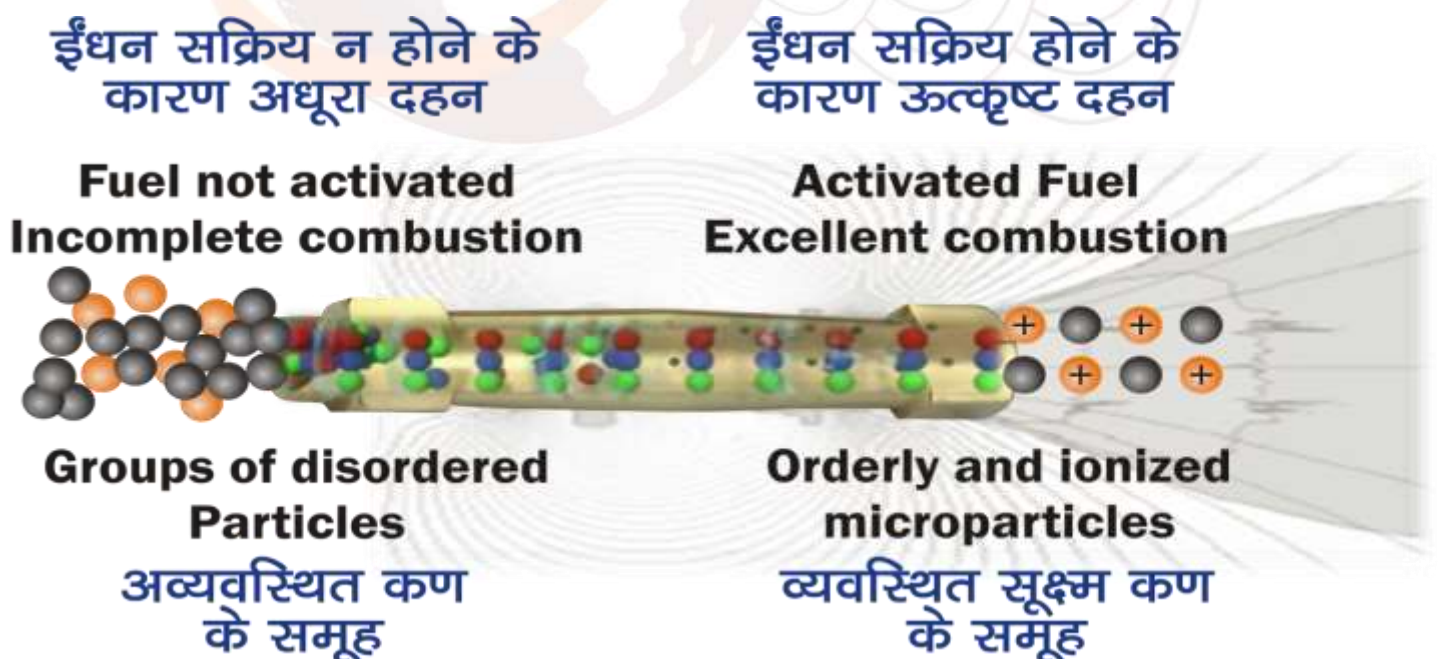 ईंधन सक्रिय न होने के
कारण अधूरा दहन
ईंधन सक्रिय होने के
कारण ऊत्कृष्ट दहन
Fuel not activated
Incomplete combustion
Activated Fuel
Excellent combustion
+ +
+ +
Groups of disordered
Particles
Orderly and ionized
microparticles
अव्यवस्थित कण
के समूह
व्यवस्थित सूक्ष्म कण
के समूंह